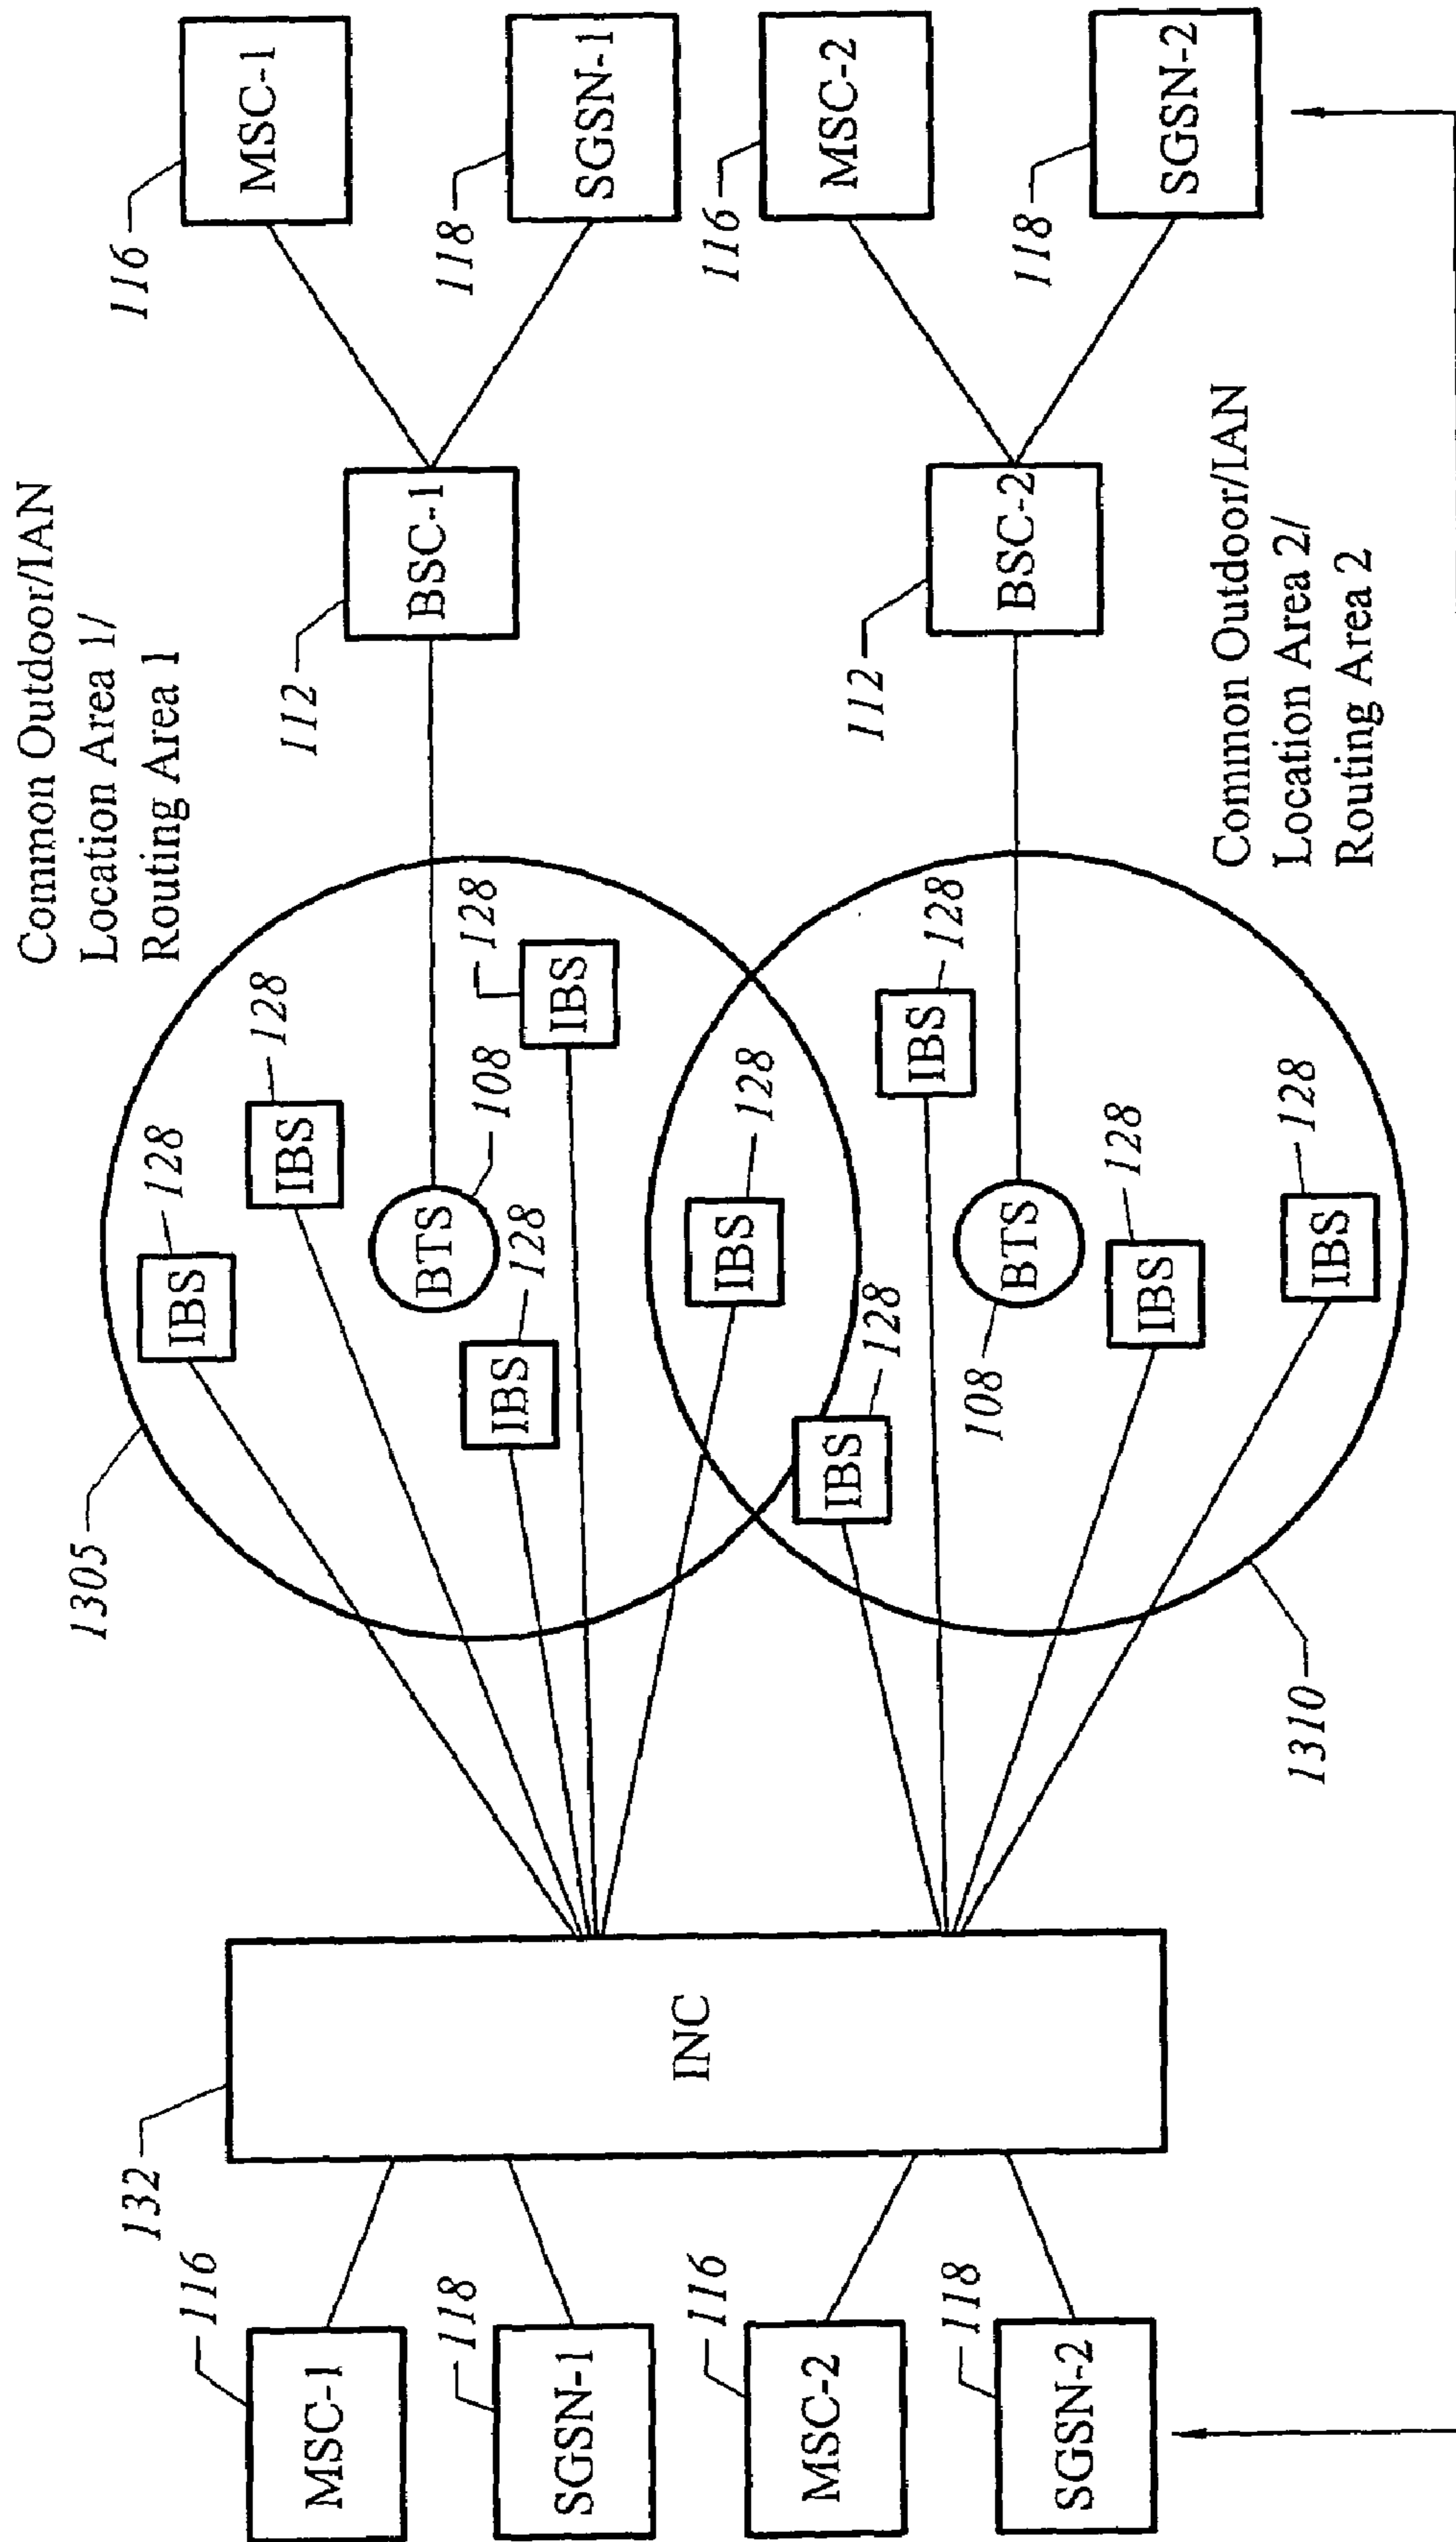 Common Outdoor/IAN
Location Area 1/
Routing Area 1
132
1305
116
116
MSC-1
118
SGSN-1
116
MSC-2
118
SGSN-2
INC
IBS
128
IBS
128
BTS
108
IBS
128
IBS
128
IBS
128
IBS
128
IBS
128
BTS
108
IBS
128
IBS
128
1310
112
BSC-1
112
BSC-2
MSC-1
118
SGSN-1
116
MSC-2
118
SGSN-2
Common Outdoor/IAN
Location Area 2/
Routing Area 2